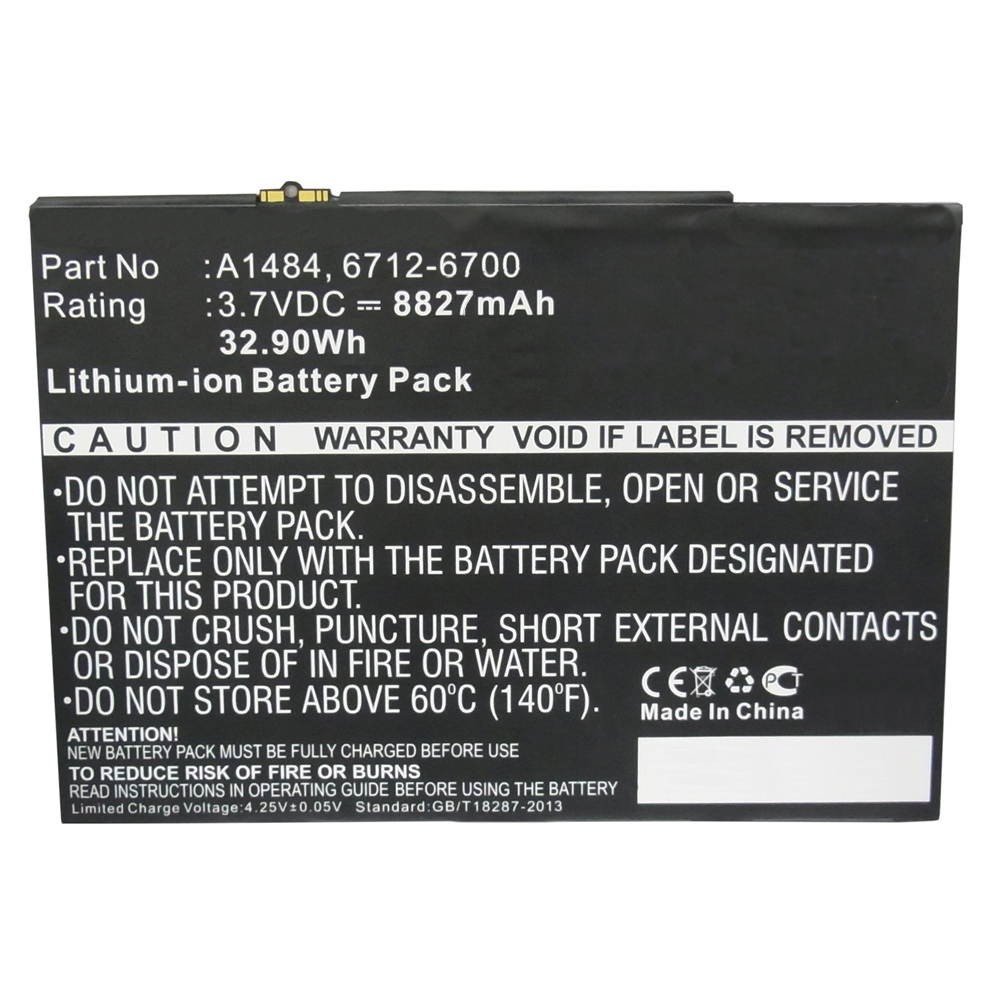 Part No :A1484, 6712-6700
Rating :3.7VDC ⎓ 8827mAh
32.90Wh
Lithium-ion Battery Pack
CAUTION WARRANTY VOID IF LABEL IS REMOVED
•DO NOT ATTEMPT TO DISASSEMBLE, OPEN OR SERVICE
THE BATTERY PACK.
•REPLACE ONLY WITH THE BATTERY PACK DESIGNATED
FOR THIS PRODUCT.
•DO NOT CRUSH, PUNCTURE, SHORT EXTERNAL CONTACTS
OR DISPOSE OF IN FIRE OR WATER.
•DO NOT STORE ABOVE 60°C (140°F).
CE PCT
Made In China
ATTENTION!
NEW BATTERY PACK MUST BE FULLY CHARGED BEFORE USE
TO REDUCE RISK OF FIRE OR BURNS
READ INSTRUCTIONS IN OPERATING GUIDE BEFORE USING THE BATTERY
Limited Charge Voltage:4.25V±0.05V Standard:GB/T18287-2013